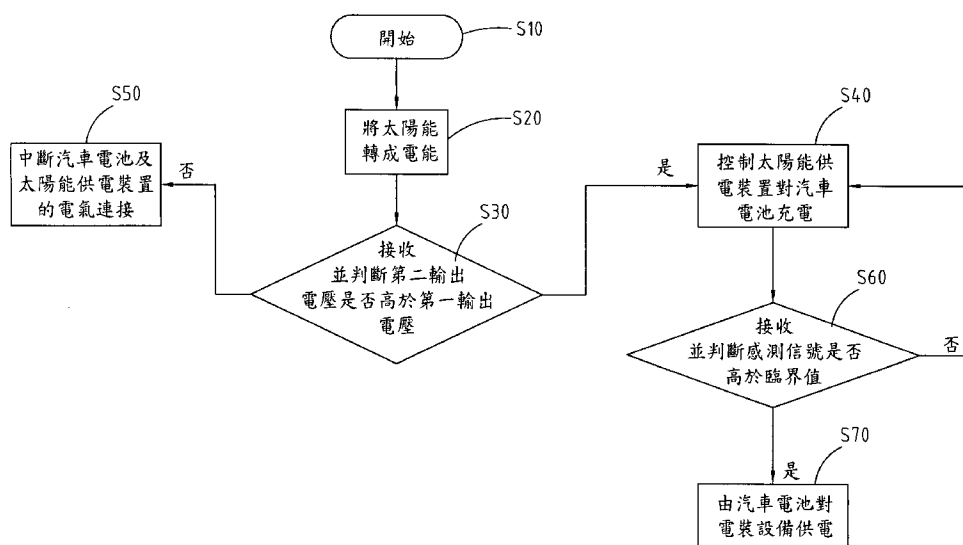 開始
S10
將太陽能
轉成電能
S20
接收
並判斷第二輸出
電壓是否高於第一輸出
電壓
S30
否
S50
中斷汽車電池及
太陽能供電裝置
的電氣連接
是
S40
控制太陽能供
電裝置對汽車
電池充電
S60
接收
並判斷感測信號是否
高於臨界值
否
是
S70
由汽車電池對
電裝設備供電